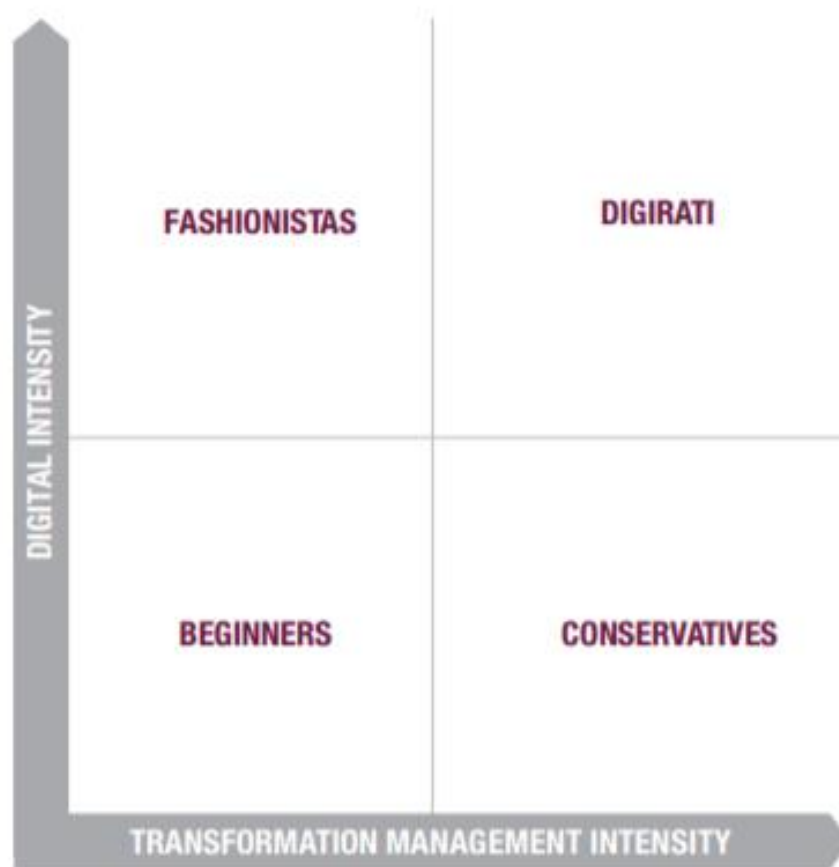 FASHIONISTAS
DIGIRATI
DIGITAL INTENSITY
BEGINNERS
CONSERVATIVES
TRANSFORMATION MANAGEMENT INTENSITY